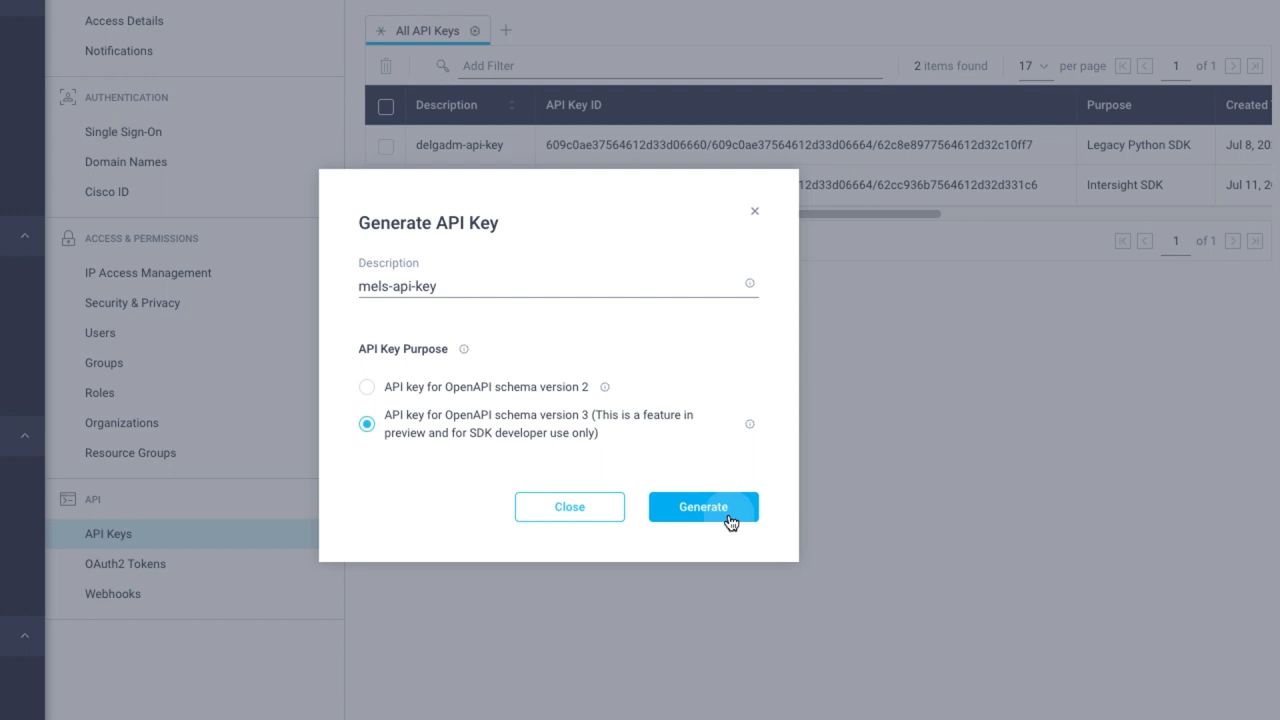 Access Details
Notifications
AUTHENTICATION
Single Sign-On
Domain Names
Cisco ID
ACCESS & PERMISSIONS
IP Access Management
Security & Privacy
Users
Groups
Roles
Organizations
Resource Groups
API
API Keys
OAuth2 Tokens
Webhooks
All API Keys
Add Filter
2 items found
17 per page
1 of 1
Description API Key ID Purpose Created
delgadm-api-key 609c0ae37564612d33d06660/609c0ae37564612d33d06664/62c8e8977564612d32c10ff7 Legacy Python SDK Jul 8, 20
12d33d06664/62cc936b7564612d32d331c6 Intersight SDK Jul 11, 2
1 of 1
Generate API Key
Description
mels-api-key
API Key Purpose
API key for OpenAPI schema version 2
API key for OpenAPI schema version 3 (This is a feature in
preview and for SDK developer use only)
Close
Generate